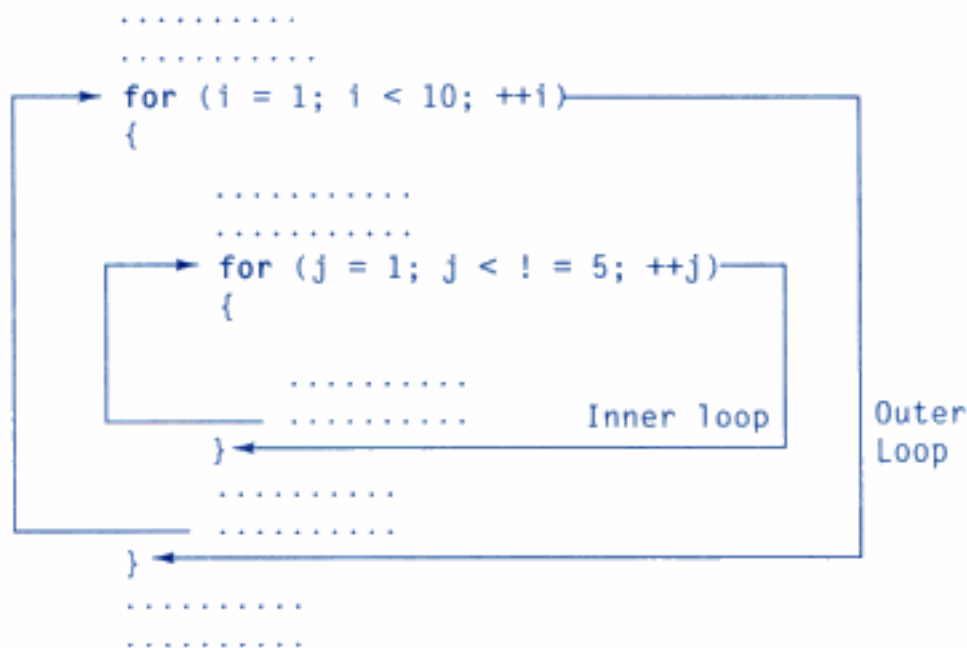 . . . . . . . . . .
. . . . . . . . . . .
for (i = 1; i < 10; ++i)
{
. . . . . . . . . . .
. . . . . . . . . . .
for (j = 1; j < ! = 5; ++j)
{
. . . . . . . . . .
. . . . . . . . . .
Inner loop
}
Outer
Loop
. . . . . . . . . .
. . . . . . . . . .
}
. . . . . . . . . .
. . . . . . . . . .